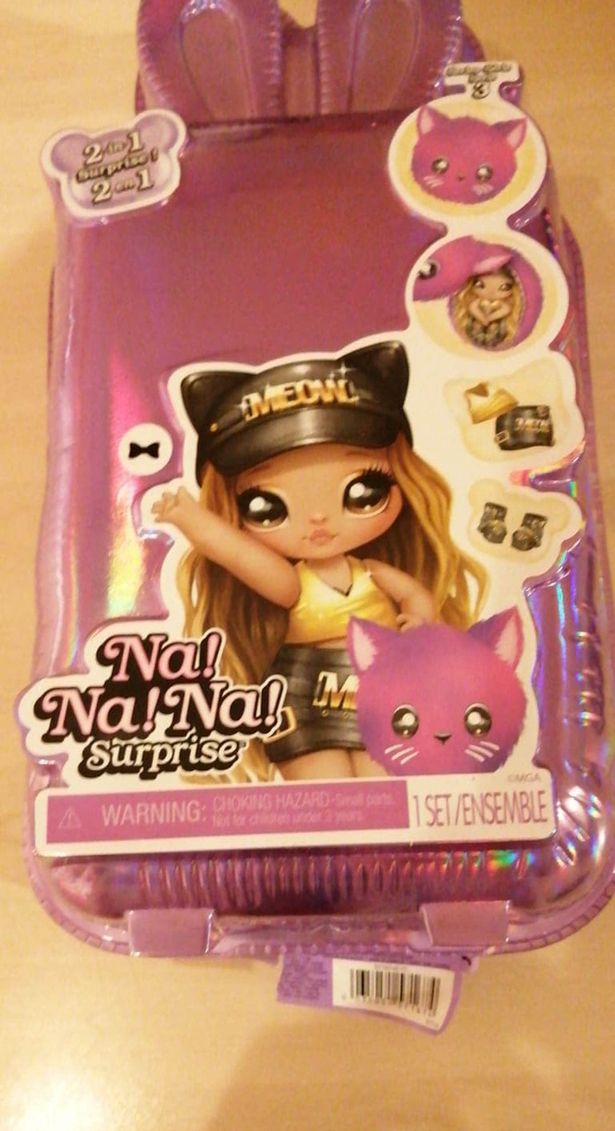 3
2-in-1
Surprise!
2 en 1
MEOW
MEOW
M
Na!
Na! Na!
Surprise
©MGA
WARNING: CHOKING HAZARD-Small parts.
Not for children under 3 years.
1 SET/ENSEMBLE